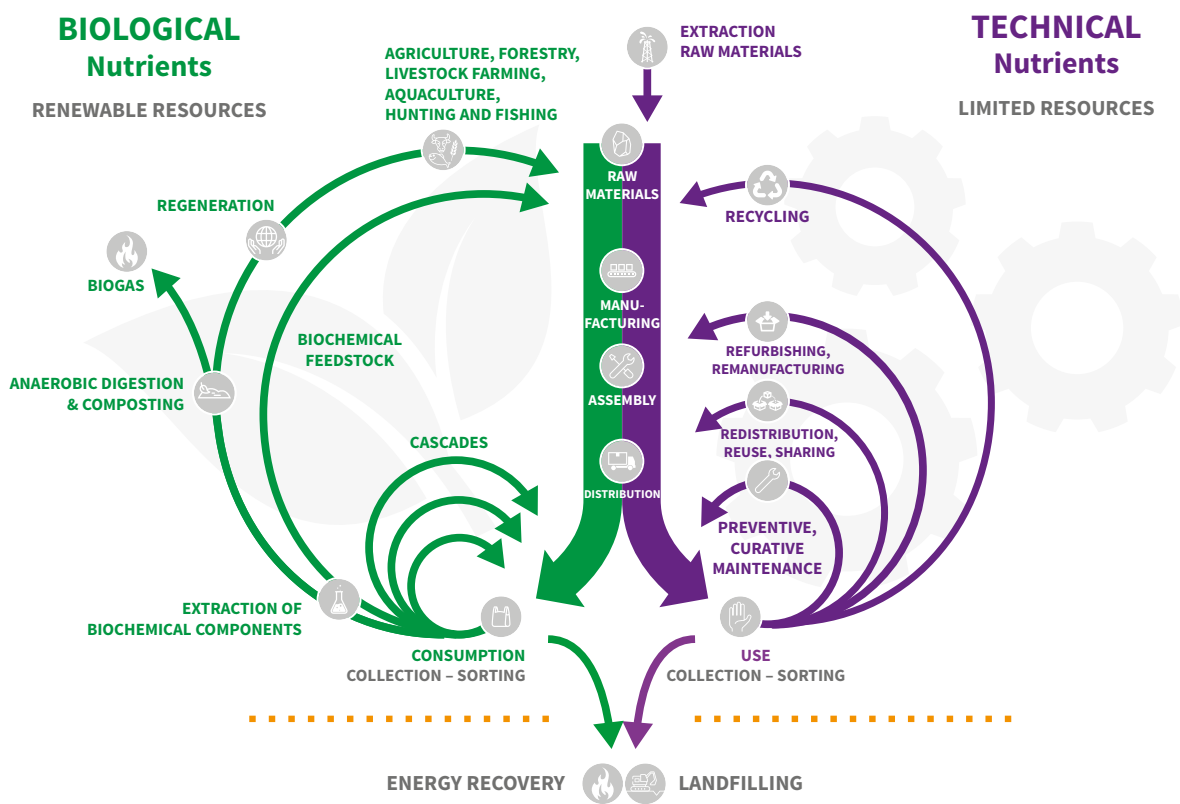 BIOLOGICAL
Nutrients
RENEWABLE RESOURCES
AGRICULTURE, FORESTRY,
LIVESTOCK FARMING,
AQUACULTURE,
HUNTING AND FISHING
EXTRACTION
RAW MATERIALS
TECHNICAL
Nutrients
LIMITED RESOURCES
REGENERATION
BIOGAS
ANAEROBIC DIGESTION
& COMPOSTING
BIOCHEMICAL
FEEDSTOCK
CASCADES
EXTRACTION OF
BIOCHEMICAL COMPONENTS
RAW
MATERIALS
MANU-
FACTURING
ASSEMBLY
DISTRIBUTION
RECYCLING
REFURBISHING,
REMANUFACTURING
REDISTRIBUTION,
REUSE, SHARING
PREVENTIVE,
CURATIVE
MAINTENANCE
CONSUMPTION
COLLECTION – SORTING
USE
COLLECTION – SORTING
ENERGY RECOVERY
LANDFILLING